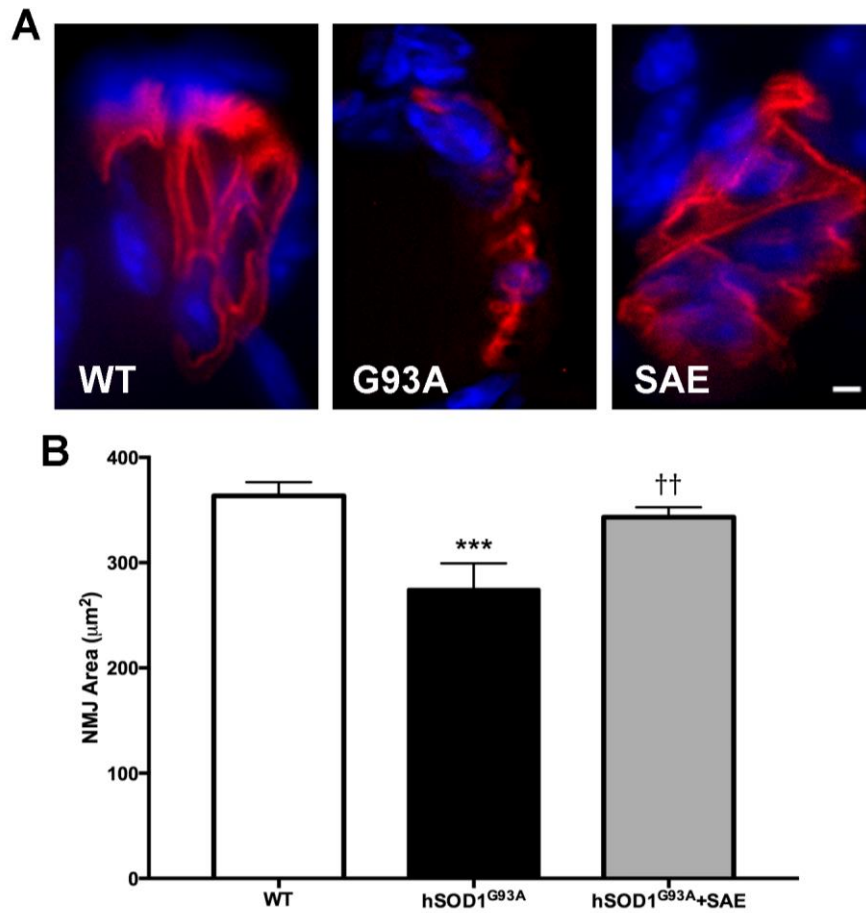 A
WT
G93A
SAE
B
NMJ Area (μm²)
400
300
200
100
0
***
††
WT
hSOD1ᴳ⁹³ᴬ
hSOD1ᴳ⁹³ᴬ+SAE